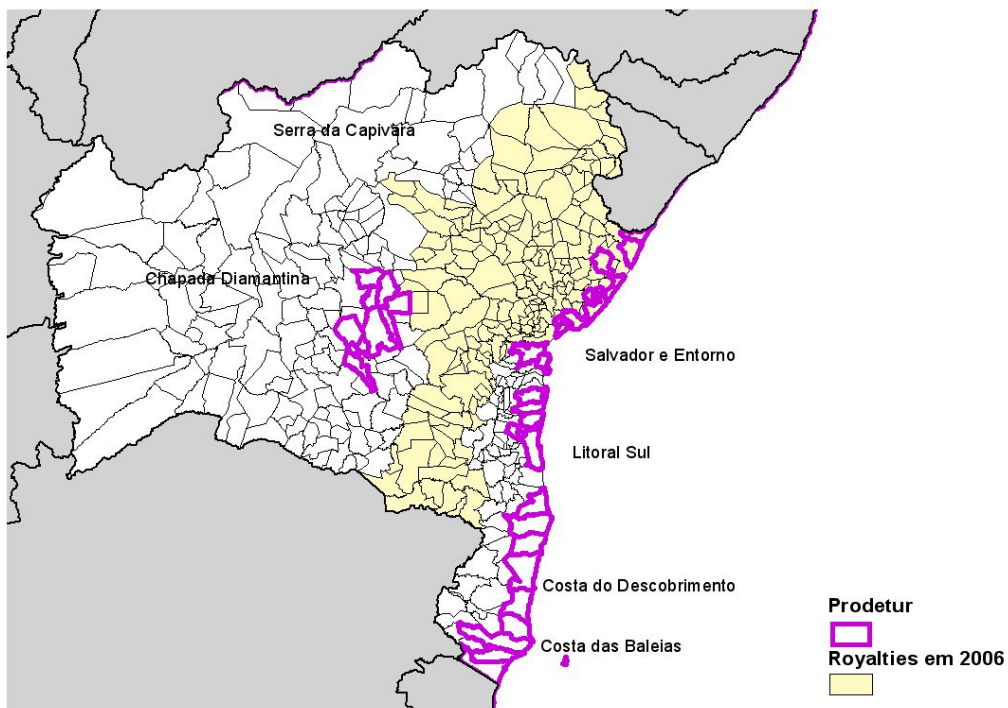 Serra da Capivara
Chapada Diamantina
Salvador e Entorno
Litoral Sul
Costa do Descobrimento
Costa das Baleias
Prodetur
Royalties em 2006